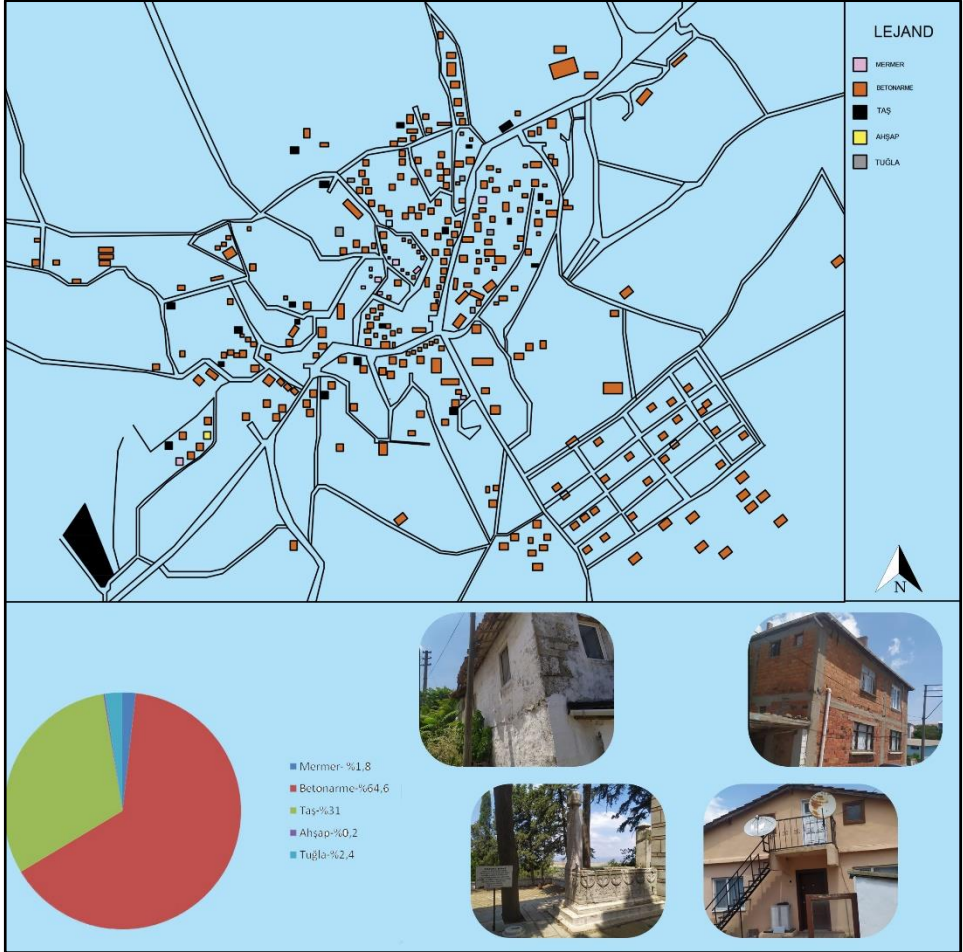 LEJAND
MERMER
BETONARME
TAŞ
AHŞAP
TUĞLA
N
Mermer- %1,8
Betonarme-%64,6
Taş-%31
Ahşap-%0,2
Tuğla-%2,4